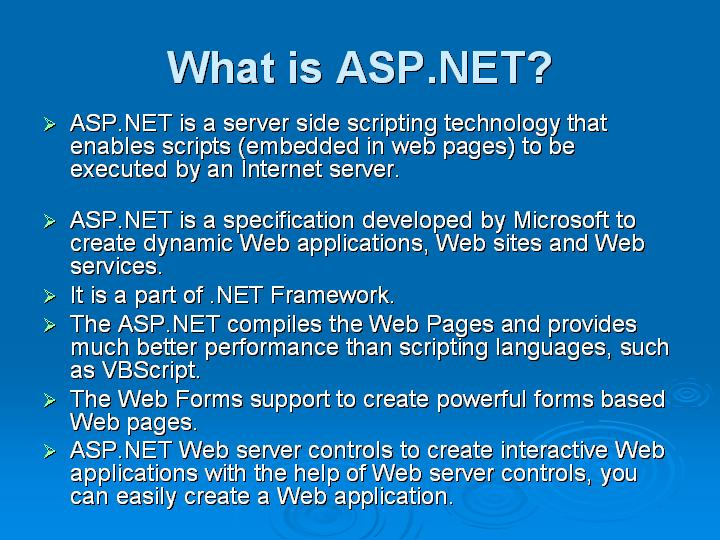 What is ASP.NET?
ASP.NET is a server side scripting technology that
enables scripts (embedded in web pages) to be
executed by an Internet server.
ASP.NET is a specification developed by Microsoft to
create dynamic Web applications, Web sites and Web
services.
It is a part of .NET Framework.
The ASP.NET compiles the Web Pages and provides
much better performance than scripting languages, such
as VBScript.
The Web Forms support to create powerful forms based
Web pages.
ASP.NET Web server controls to create interactive Web
applications with the help of Web server controls, you
can easily create a Web application.